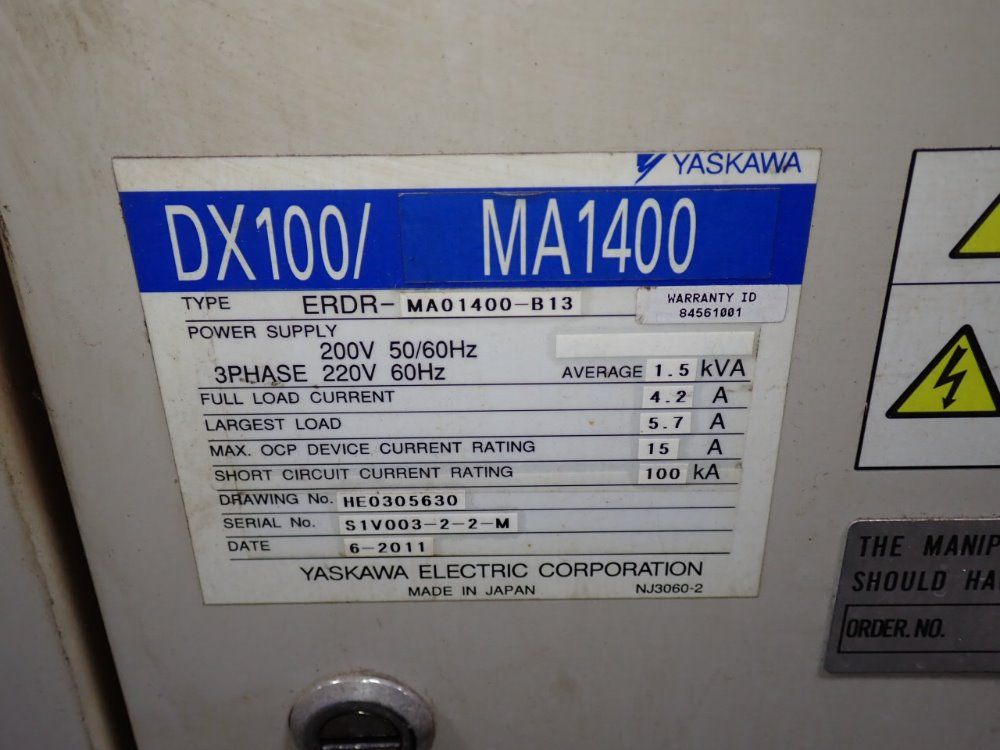 YASKAWA
DX100/ MA1400
TYPE ERDR-MA01400-B13
WARRANTY ID
84561001
POWER SUPPLY
200V 50/60Hz
3PHASE 220V 60Hz AVERAGE 1.5 kVA
FULL LOAD CURRENT 4.2 A
LARGEST LOAD 5.7 A
MAX. OCP DEVICE CURRENT RATING 15 A
SHORT CIRCUIT CURRENT RATING 100 kA
DRAWING No. HE0305630
SERIAL No. S1V003-2-2-M
DATE 6-2011
YASKAWA ELECTRIC CORPORATION
MADE IN JAPAN NJ3060-2
THE MANIP
SHOULD HA
ORDER.NO.